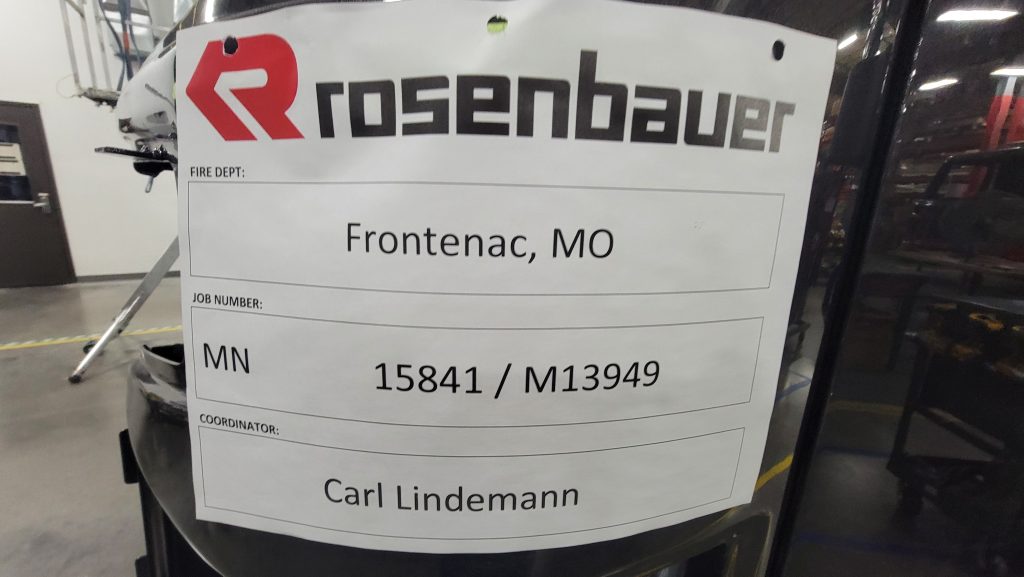 rosenbauer
FIRE DEPT:
Frontenac, MO
JOB NUMBER:
MN 15841 / M13949
COORDINATOR:
Carl Lindemann